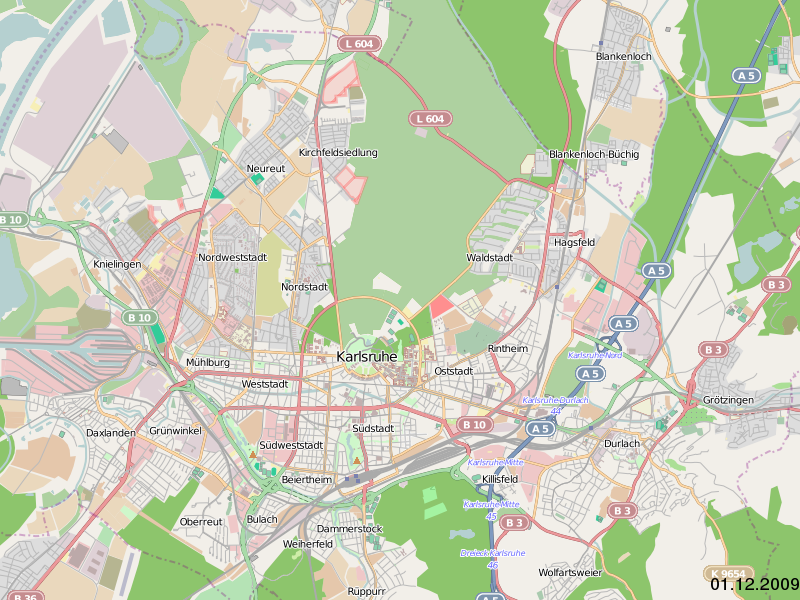 L 604
Blankenloch
A 5
L 604
Kirchfeldsiedlung
Blankenloch-Büchig
Neureut
B 10
Hagsfeld
Knielingen
Nordweststadt
Waldstadt
A 5
Nordstadt
B 3
B 10
A 5
Rintheim
B 3
Karlsruhe-Nord
Mühlburg
Karlsruhe
Oststadt
A 5
Weststadt
Karlsruhe-Durlach
44
Grötzingen
Daxlanden
Grünwinkel
Südstadt
B 10
A 5
Südweststadt
Durlach
Karlsruhe-Mitte
Beiertheim
Killisfeld
Karlsruhe-Mitte
45
B 3
Oberreut
Bulach
Dammerstock
B 3
Weiherfeld
Dreieck Karlsruhe
46
Wolfartsweier
K 9654
01.12.2009
Rüppurr
B 36
A 5